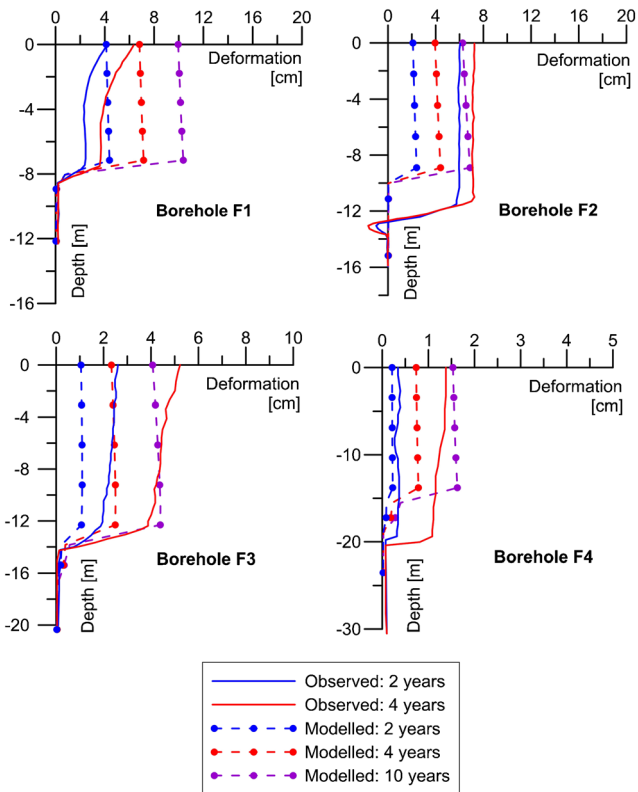 0 4 8 12 16 20
Deformation
[cm]
0
-4
-8
-12
-16
Depth [m]
Borehole F1
0 4 8 12 16 20
Deformation
[cm]
0
-4
-8
-12
-16
Depth [m]
Borehole F2
0 2 4 6 8 10
Deformation
[cm]
0
-4
-8
-12
-16
-20
Depth [m]
Borehole F3
0 1 2 3 4 5
Deformation
[cm]
0
-10
-20
-30
Depth [m]
Borehole F4
Observed: 2 years
Observed: 4 years
Modelled: 2 years
Modelled: 4 years
Modelled: 10 years